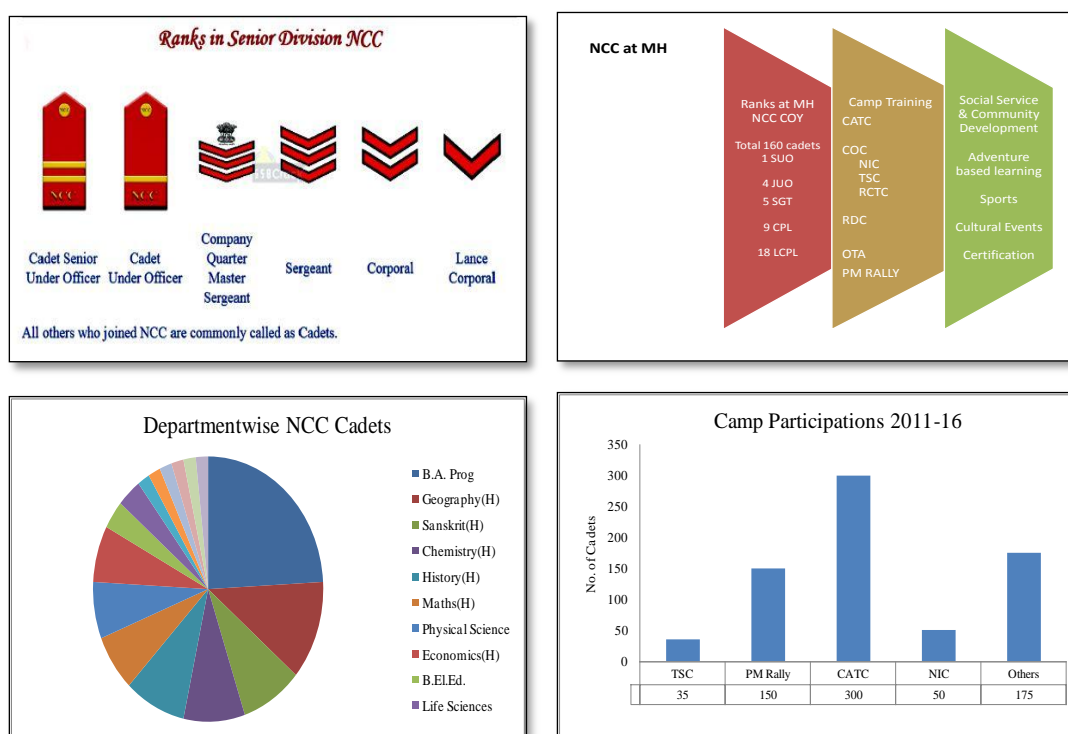 Ranks in Senior Division NCC
NCC
NCC
NCC
NCC
Cadet Senior
Under Officer
Cadet
Under Officer
Company
Quarter
Master
Sergeant
Sergeant
Corporal
Lance
Corporal
All others who joined NCC are commonly called as Cadets.
NCC at MH
Ranks at MH
NCC COY
Total 160 cadets
1 SUO
4 JUO
5 SGT
9 CPL
18 LCPL
Camp Training
CATC
COC
NIC
TSC
RCTC
RDC
OTA
PM RALLY
Social Service
& Community
Development
Adventure
based learning
Sports
Cultural Events
Certification
Departmentwise NCC Cadets
B.A. Prog
Geography(H)
Sanskrit(H)
Chemistry(H)
History(H)
Maths(H)
Physical Science
Economics(H)
B.El.Ed.
Life Sciences
Camp Participations 2011-16
No. of Cadets
350
300
250
200
150
100
50
0
TSC PM Rally CATC NIC Others
35 150 300 50 175